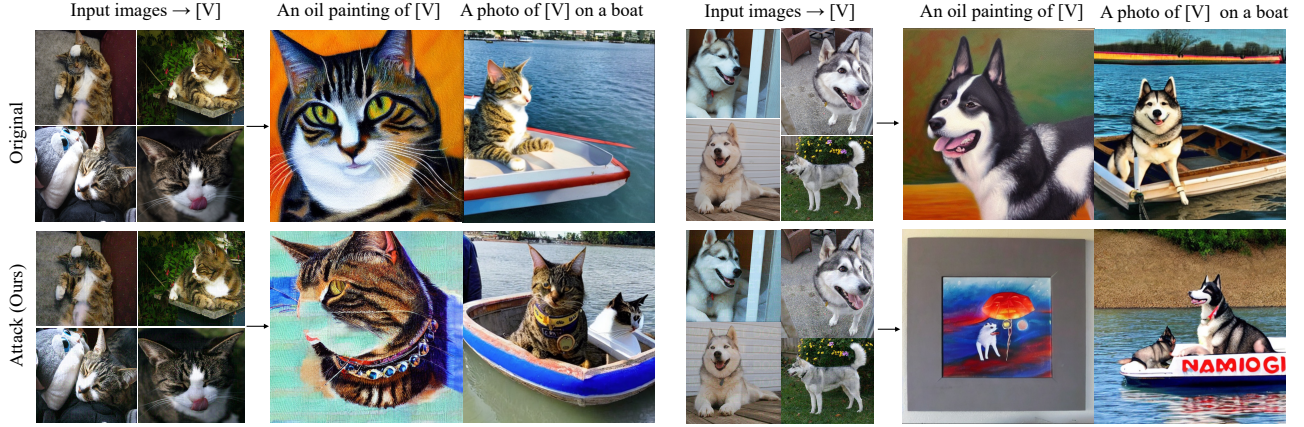 Input images → [V]
An oil painting of [V]
A photo of [V] on a boat
Input images → [V]
An oil painting of [V]
A photo of [V] on a boat
Original
Attack (Ours)
NAMIOGI